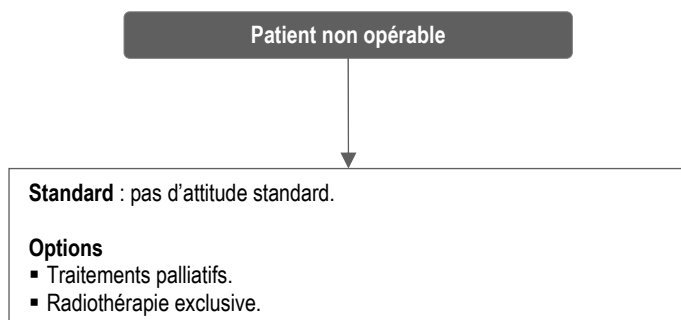 Patient non opérable
Standard : pas d’attitude standard.
Options
▪ Traitements palliatifs.
▪ Radiothérapie exclusive.